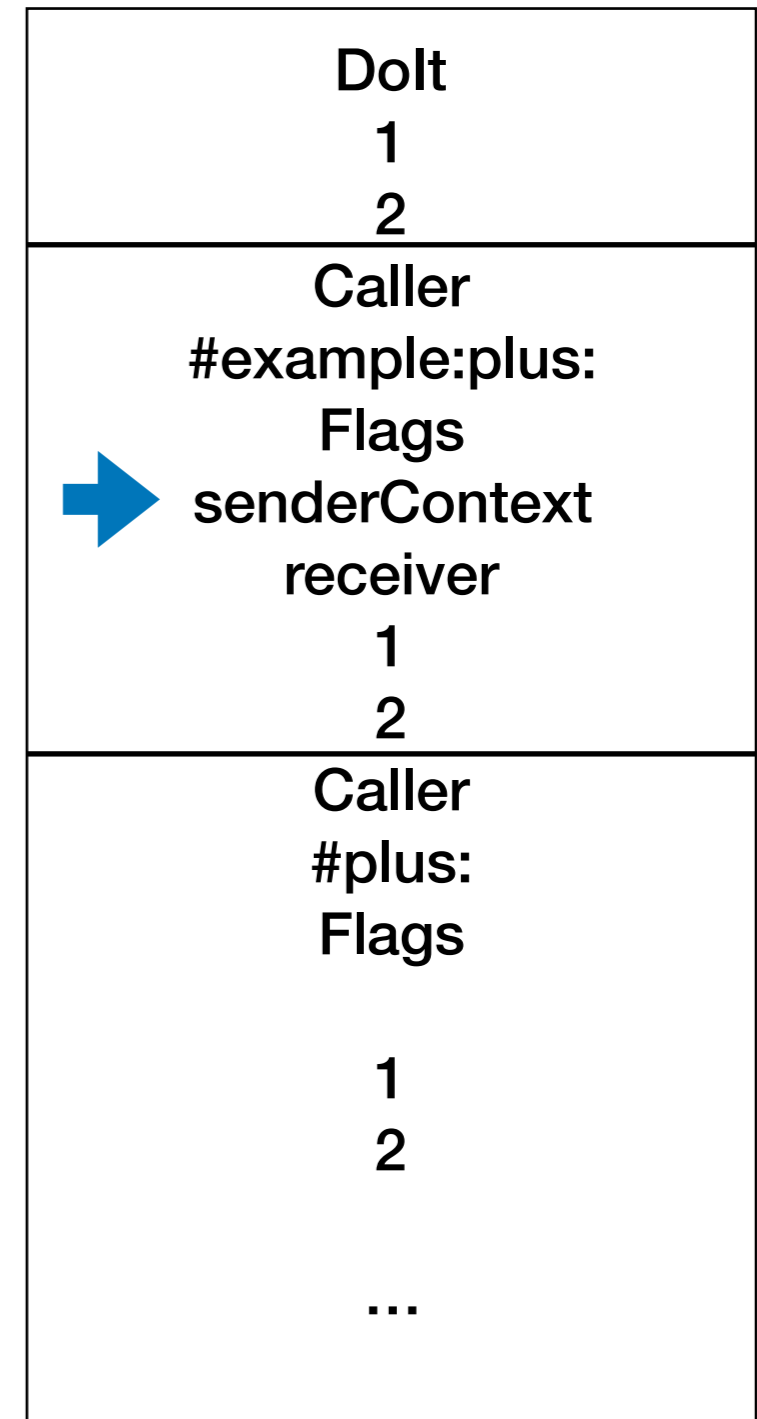 DoIt
1
2
Caller
#example:plus:
Flags
senderContext
receiver
1
2
Caller
#plus:
Flags
1
2
...